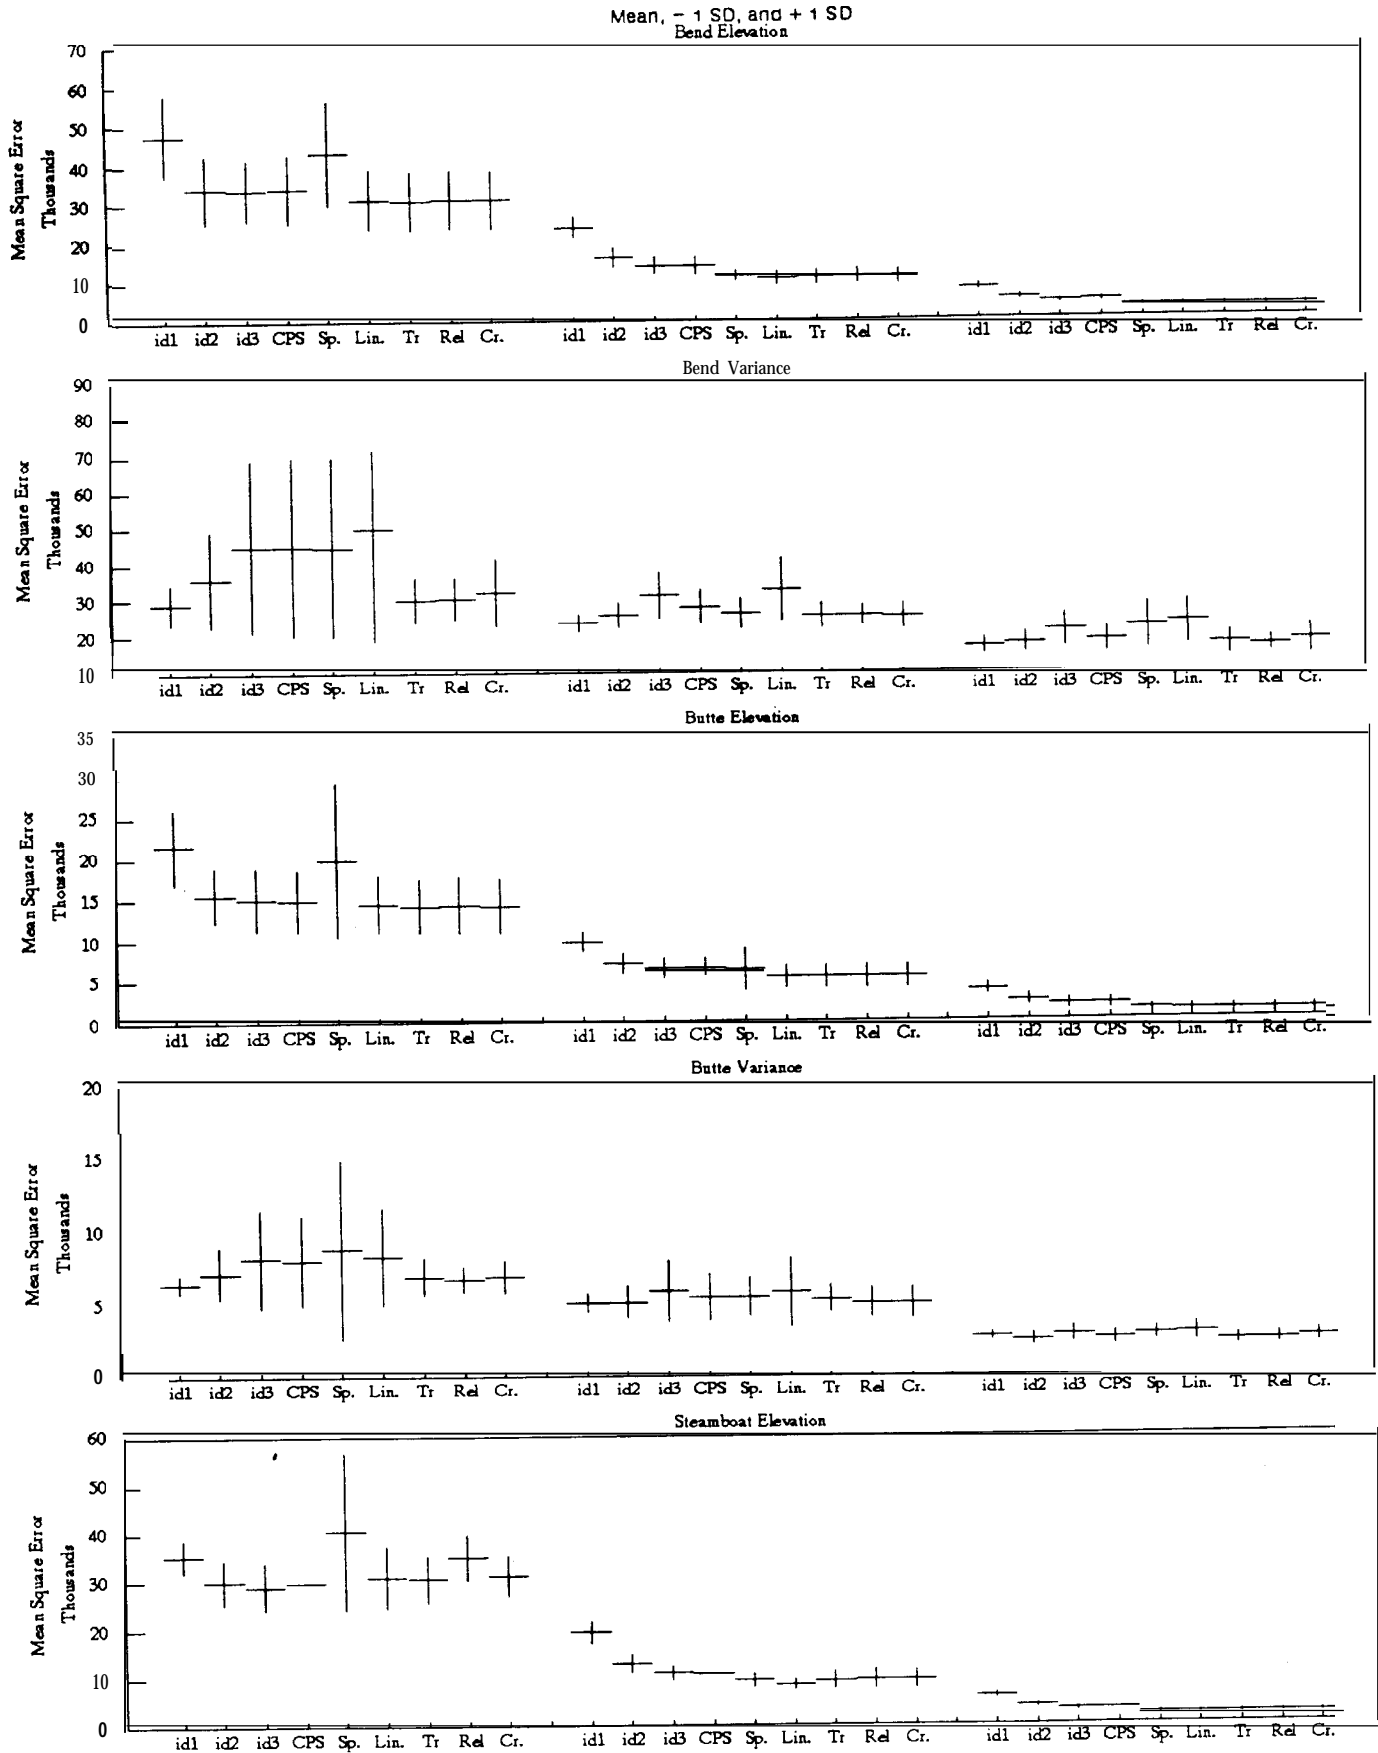 Mean, - 1 SD, and + 1 SD
Bend Elevation
70
60
50
40
30
20
10
0
Mean Square Error
Thousands
id1 id2 id3 CPS Sp. Lin. Tr Rel Cr. id1 id2 id3 CPS Sp. Lin. Tr Rel Cr. id1 id2 id3 CPS Sp. Lin. Tr Rel Cr.
Bend Variance
90
80
70
60
50
40
30
20
10
Mean Square Error
Thousands
id1 id2 id3 CPS Sp. Lin. Tr Rel Cr. id1 id2 id3 CPS Sp. Lin. Tr Rel Cr. id1 id2 id3 CPS Sp. Lin. Tr Rel Cr.
Butte Elevation
35
30
25
20
15
10
5
0
Mean Square Error
Thousands
id1 id2 id3 CPS Sp. Lin. Tr Rel Cr. id1 id2 id3 CPS Sp. Lin. Tr Rel Cr. id1 id2 id3 CPS Sp. Lin. Tr Rel Cr.
Butte Variance
20
15
10
5
0
Mean Square Error
Thousands
id1 id2 id3 CPS Sp. Lin. Tr Rel Cr. id1 id2 id3 CPS Sp. Lin. Tr Rel Cr. id1 id2 id3 CPS Sp. Lin. Tr Rel Cr.
Steamboat Elevation
60
50
40
30
20
10
0
Mean Square Error
Thousands
id1 id2 id3 CPS Sp. Lin. Tr Rel Cr. id1 id2 id3 CPS Sp. Lin. Tr Rel Cr. id1 id2 id3 CPS Sp. Lin. Tr Rel Cr.